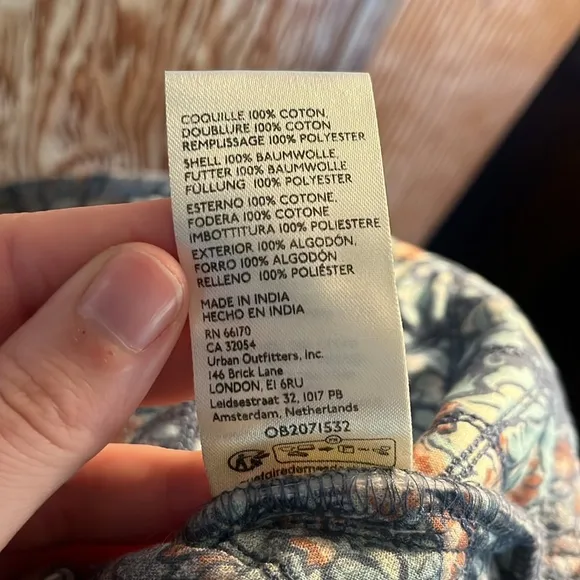 COQUILLE 100% COTON,
DOUBLURE 100% COTON,
REMPLISSAGE 100% POLYESTER
SHELL 100% BAUMWOLLE,
FUTTER 100% BAUMWOLLE
FÜLLUNG 100% POLYESTER
ESTERNO 100% COTONE,
FODERA 100% COTONE
IMBOTTITURA 100% POLIESTERE
EXTERIOR 100% ALGODÓN,
FORRO 100% ALGODÓN
RELLENO 100% POLIÉSTER
MADE IN INDIA
HECHO EN INDIA
RN 66170
CA 32054
Urban Outfitters, Inc.
146 Brick Lane
LONDON, E1 6RU
Leidsestraat 32, 1017 PB
Amsterdam, Netherlands
OB2071532
FR